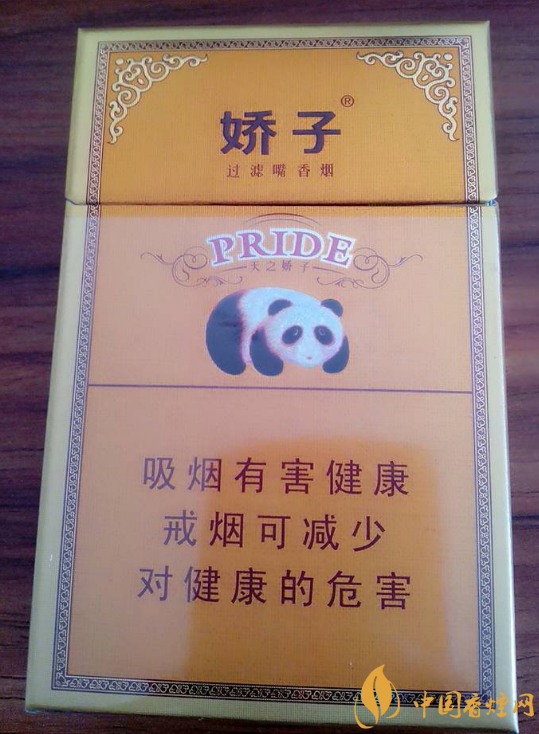 娇子®
过滤嘴香烟
PRIDE
天之娇子
吸烟有害健康
戒烟可减少
对健康的危害
中国香烟网